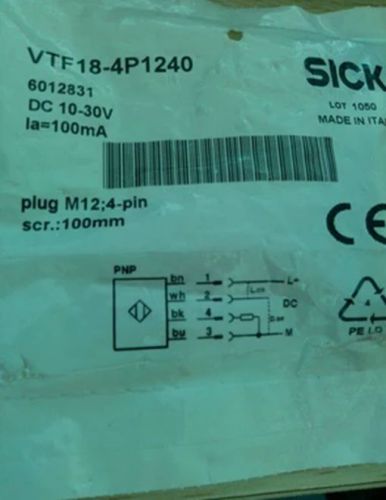 VTF18-4P1240
SICK
6012831
DC 10-30V
Ia=100mA
LOT 1050
MADE IN ITA
plug M12;4-pin
scr.:100mm
CE
PNP
bn 1 L+
wh 2
DC
bk 4
bu 3 M
4
PE LD